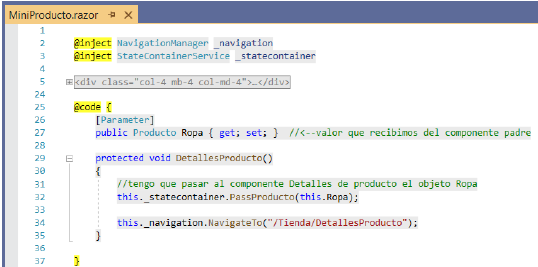 MiniProducto.razor
1
2 @inject NavigationManager _navigation
3 @inject StateContainerService _statecontainer
4
5 <div class="col-4 mb-4 col-md-4">…</div>
24
25 @code {
26 [Parameter]
27 public Producto Ropa { get; set; } //<--valor que recibimos del componente padre
28
29 protected void DetallesProducto()
30 {
31 //tengo que pasar al componente Detalles de producto el objeto Ropa
32 this._statecontainer.PassProducto(this.Ropa);
33
34 this._navigation.NavigateTo("/Tienda/DetallesProducto");
35 }
36
37 }